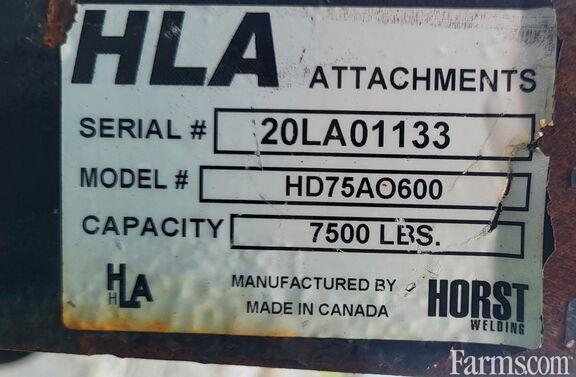 HLA ATTACHMENTS
SERIAL # 20LA01133
MODEL # HD75AO600
CAPACITY 7500 LBS.
HLA
MANUFACTURED BY
MADE IN CANADA
HORST
WELDING
Farms.com